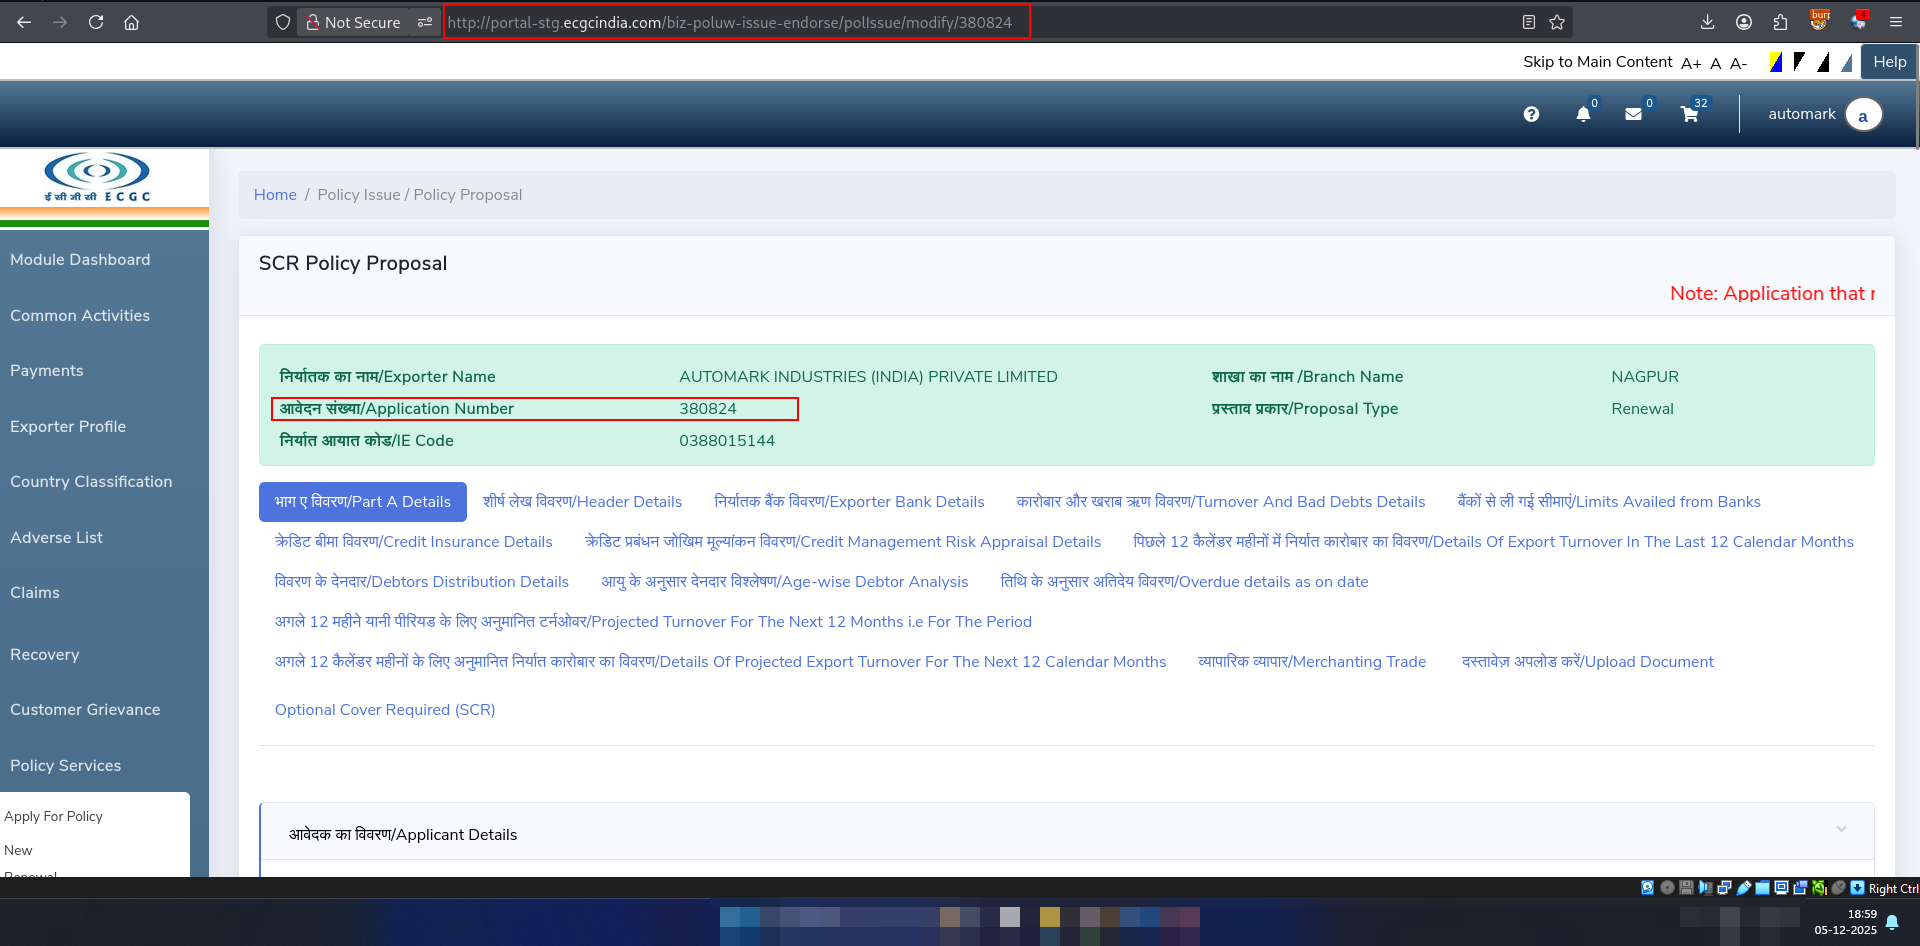 Not Secure
http://portal-stg.ecgcindia.com/biz-poluw-issue-endorse/polIssue/modify/380824
burp
4
Skip to Main Content A+ A A- Help
0 0 32 automark a
ई सी जी सी E C G C
Home / Policy Issue / Policy Proposal
Module Dashboard
SCR Policy Proposal
Note: Application that
Common Activities
Payments
Exporter Profile
Country Classification
Adverse List
Claims
Recovery
Customer Grievance
Policy Services
Apply For Policy
New
Renewal
निर्यातक का नाम/Exporter Name AUTOMARK INDUSTRIES (INDIA) PRIVATE LIMITED शाखा का नाम /Branch Name NAGPUR
आवेदन संख्या/Application Number 380824 प्रस्ताव प्रकार/Proposal Type Renewal
निर्यात आयात कोड/IE Code 0388015144
भाग ए विवरण/Part A Details शीर्ष लेख विवरण/Header Details निर्यातक बैंक विवरण/Exporter Bank Details कारोबार और खराब ऋण विवरण/Turnover And Bad Debts Details बैंकों से ली गई सीमाएं/Limits Availed from Banks
क्रेडिट बीमा विवरण/Credit Insurance Details क्रेडिट प्रबंधन जोखिम मूल्यांकन विवरण/Credit Management Risk Appraisal Details पिछले 12 कैलेंडर महीनों में निर्यात कारोबार का विवरण/Details Of Export Turnover In The Last 12 Calendar Months
विवरण के देनदार/Debtors Distribution Details आयु के अनुसार देनदार विश्लेषण/Age-wise Debtor Analysis तिथि के अनुसार अतिदेय विवरण/Overdue details as on date
अगले 12 महीने यानी पीरियड के लिए अनुमानित टर्नओवर/Projected Turnover For The Next 12 Months i.e For The Period
अगले 12 कैलेंडर महीनों के लिए अनुमानित निर्यात कारोबार का विवरण/Details Of Projected Export Turnover For The Next 12 Calendar Months व्यापारिक व्यापार/Merchanting Trade दस्तावेज़ अपलोड करें/Upload Document
Optional Cover Required (SCR)
आवेदक का विवरण/Applicant Details
Right Ctrl
18:59
05-12-2025